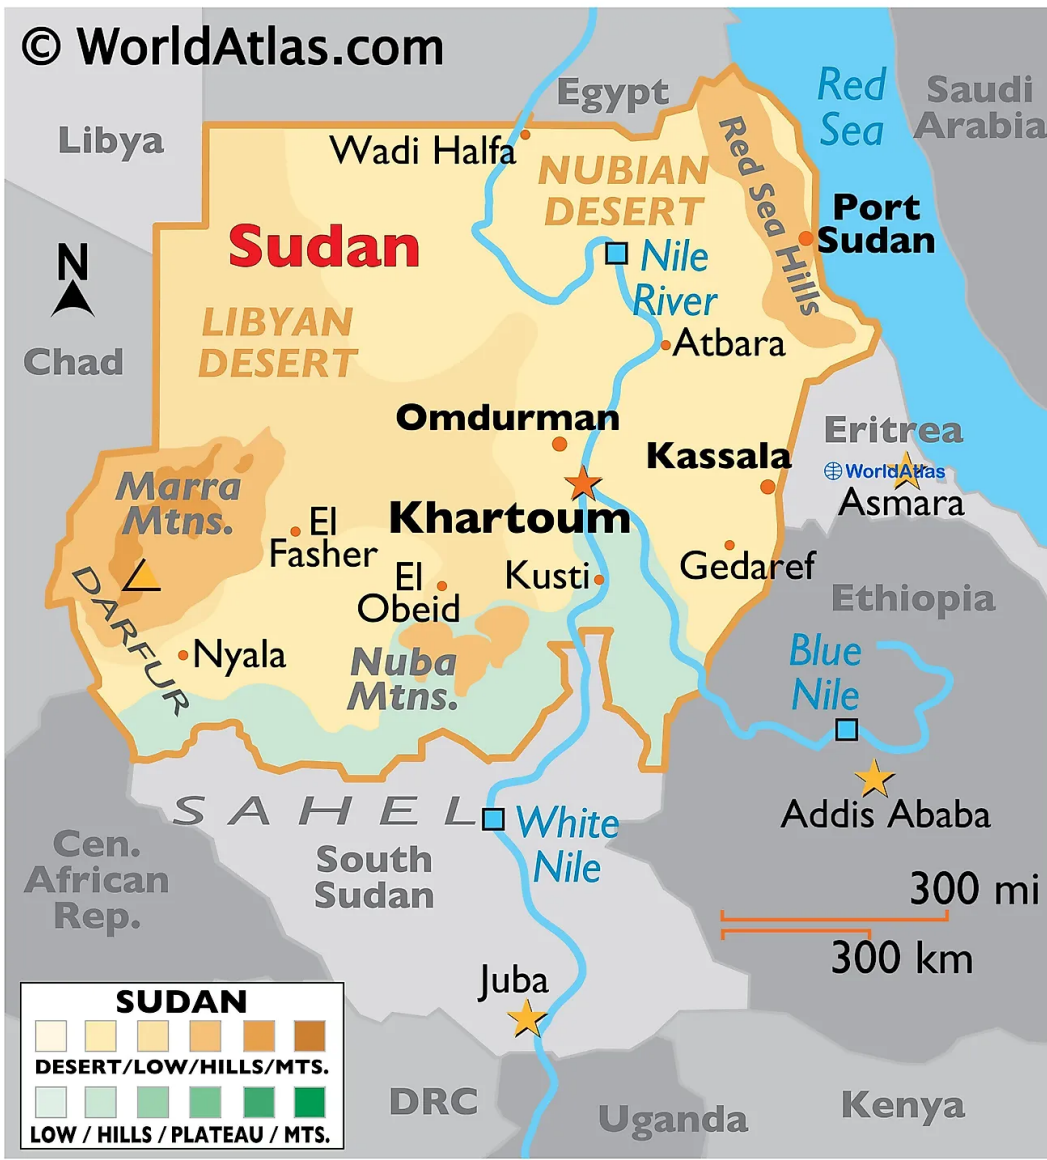 © WorldAtlas.com
Egypt
Red
Sea
Saudi
Arabia
Libya
Wadi Halfa
NUBIAN
DESERT
Red Sea Hills
Port
Sudan
Sudan
N
Nile
River
LIBYAN
DESERT
Atbara
Chad
Omdurman
Kassala
Eritrea
WorldAtlas
Asmara
Marra
Mtns.
Khartoum
El
Fasher
Gedaref
El
Obeid
Kusti
Ethiopia
DARFUR
Nyala
Nuba
Mtns.
Blue
Nile
SAHEL
White
Nile
Addis Ababa
Cen.
African
Rep.
South
Sudan
300 mi
300 km
Juba
SUDAN
DESERT/LOW/HILLS/MTS.
LOW / HILLS / PLATEAU / MTS.
DRC
Uganda
Kenya